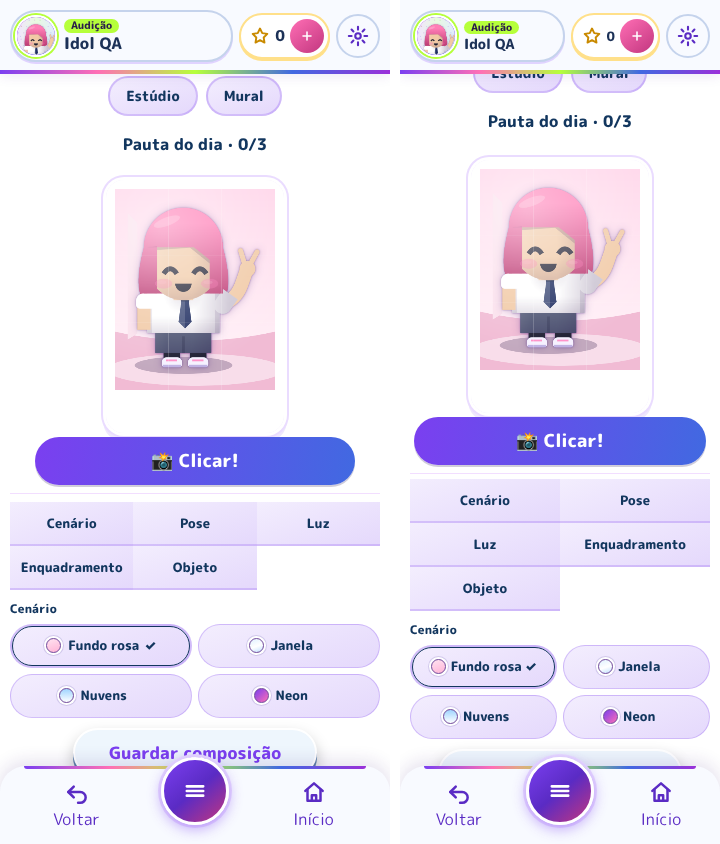 Audição
Idol QA
0
+
Estúdio
Mural
Pauta do dia · 0/3
📸 Clicar!
Cenário
Pose
Luz
Enquadramento
Objeto
Cenário
Fundo rosa ✓
Janela
Nuvens
Neon
Guardar composição
Voltar
Início
Audição
Idol QA
0
+
Estúdio
Mural
Pauta do dia · 0/3
📸 Clicar!
Cenário
Pose
Luz
Enquadramento
Objeto
Cenário
Fundo rosa ✓
Janela
Nuvens
Neon
Voltar
Início